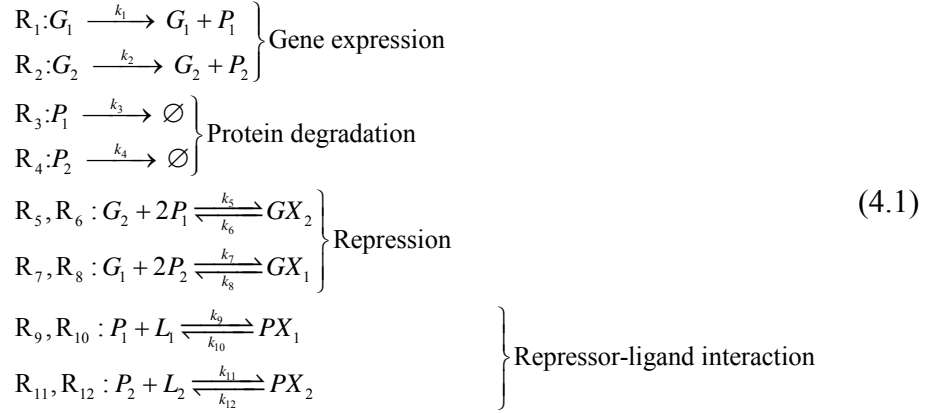 R₁:G₁ —k₁→ G₁ + P₁
R₂:G₂ —k₂→ G₂ + P₂
Gene expression
R₃:P₁ —k₃→ ∅
R₄:P₂ —k₄→ ∅
Protein degradation
R₅, R₆ : G₂ + 2P₁ ⇌ GX₂ k₅ k₆
R₇, R₈ : G₁ + 2P₂ ⇌ GX₁ k₇ k₈
Repression
(4.1)
R₉, R₁₀ : P₁ + L₁ ⇌ PX₁ k₉ k₁₀
R₁₁, R₁₂ : P₂ + L₂ ⇌ PX₂ k₁₁ k₁₂
Repressor-ligand interaction